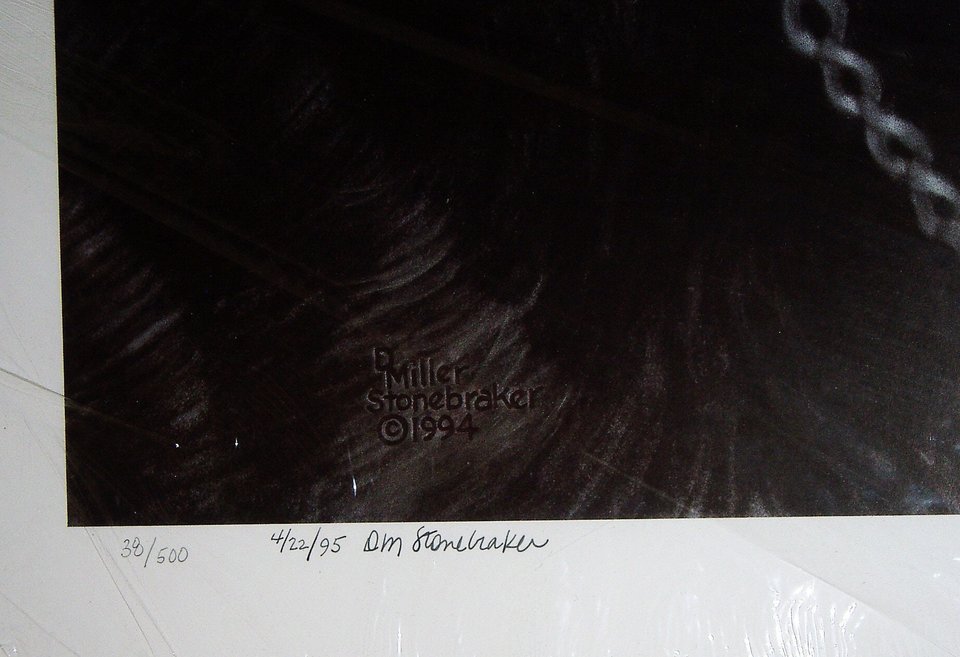 D
Miller
Stonebraker
©1994
38/500 4/22/95 DM Stonebraker